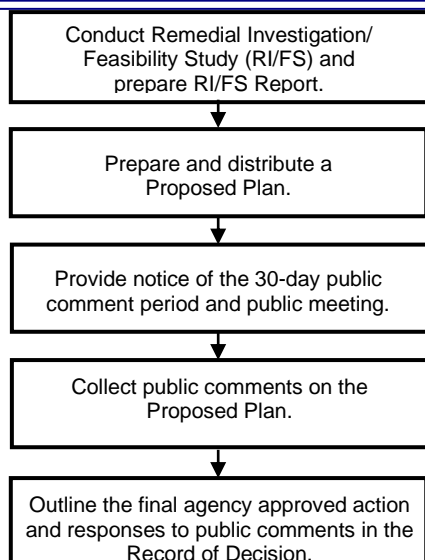 Conduct Remedial Investigation/
Feasibility Study (RI/FS) and
prepare RI/FS Report.
Prepare and distribute a
Proposed Plan.
Provide notice of the 30-day public
comment period and public meeting.
Collect public comments on the
Proposed Plan.
Outline the final agency approved action
and responses to public comments in the
Record of Decision.